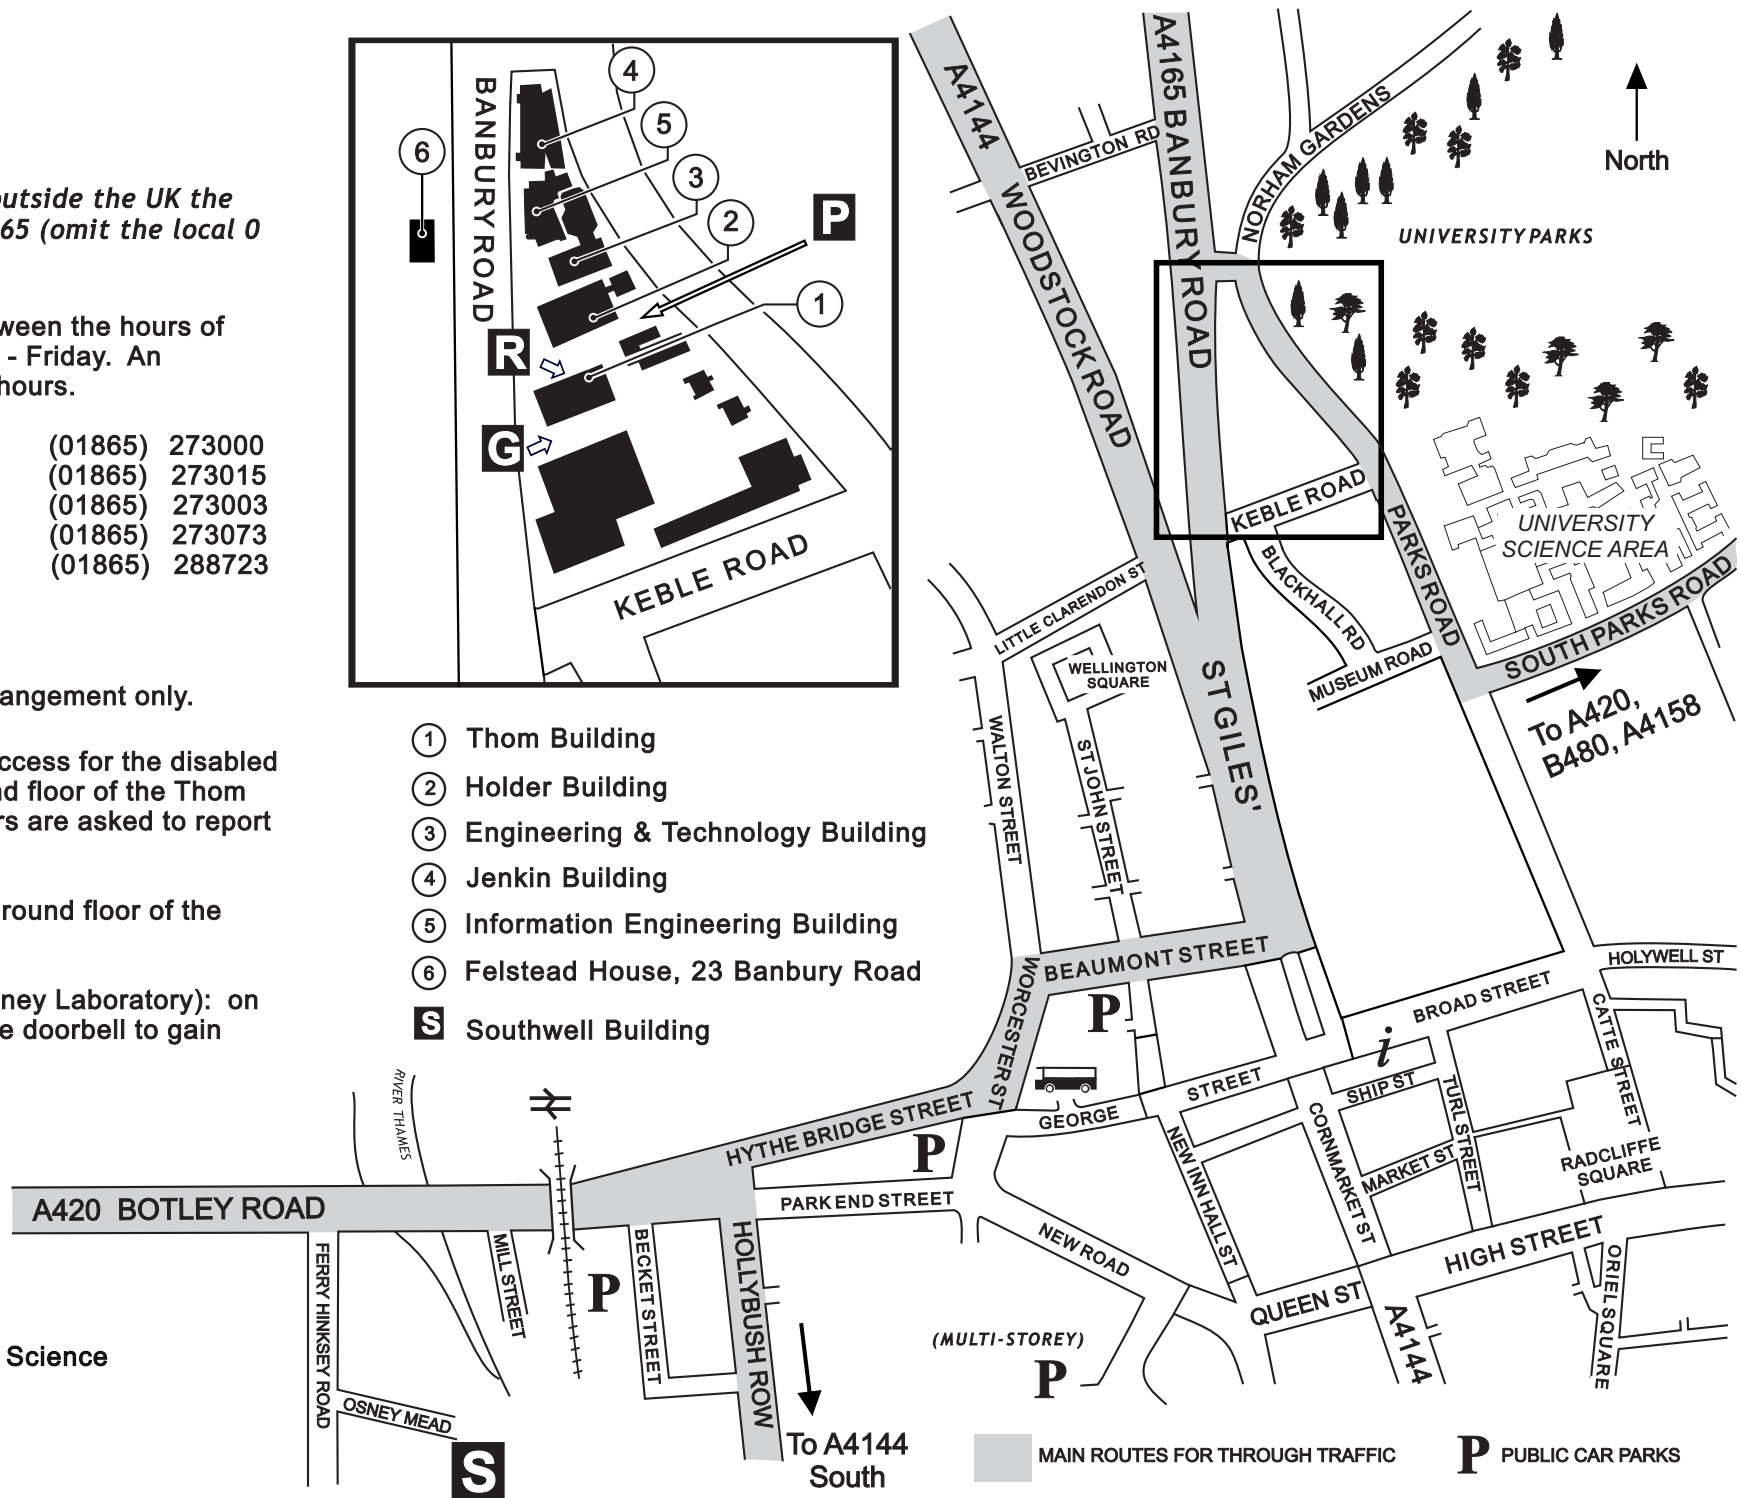 outside the UK the
65 (omit the local 0
ween the hours of
- Friday. An
hours.
(01865) 273000
(01865) 273015
(01865) 273003
(01865) 273073
(01865) 288723
angement only.
ccess for the disabled
nd floor of the Thom
rs are asked to report
round floor of the
ney Laboratory): on
e doorbell to gain
Science
BANBURY ROAD
4
5
6
3
2
P
1
R
G
KEBLE ROAD
1 Thom Building
2 Holder Building
3 Engineering & Technology Building
4 Jenkin Building
5 Information Engineering Building
6 Felstead House, 23 Banbury Road
S Southwell Building
A4144
WOODSTOCK ROAD
A4165 BANBURY ROAD
ROAD
BEVINGTON RD
NORHAM GARDENS
North
UNIVERSITY PARKS
KEBLE ROAD
PARKS ROAD
UNIVERSITY
SCIENCE AREA
BLACKHALL RD
MUSEUM ROAD
SOUTH PARKS ROAD
To A420,
B480, A4158
LITTLE CLARENDON ST
WELLINGTON
SQUARE
ST GILES'
WALTON STREET
ST JOHN STREET
BEAUMONT STREET
WORCESTER ST
P
HOLYWELL ST
BROAD STREET
CATTE STREET
i
SHIP ST
TURL STREET
GEORGE STREET
CORNMARKET ST
MARKET ST
NEW INN HALL ST
RADCLIFFE
SQUARE
RIVER THAMES
HYTHE BRIDGE STREET
P
A420 BOTLEY ROAD
PARK END STREET
NEW ROAD
HIGH STREET
ORIEL SQUARE
QUEEN ST
A4144
FERRY HINKSEY ROAD
MILL STREET
P
BECKET STREET
HOLLYBUSH ROW
(MULTI-STOREY)
P
OSNEY MEAD
S
To A4144
South
MAIN ROUTES FOR THROUGH TRAFFIC
P PUBLIC CAR PARKS